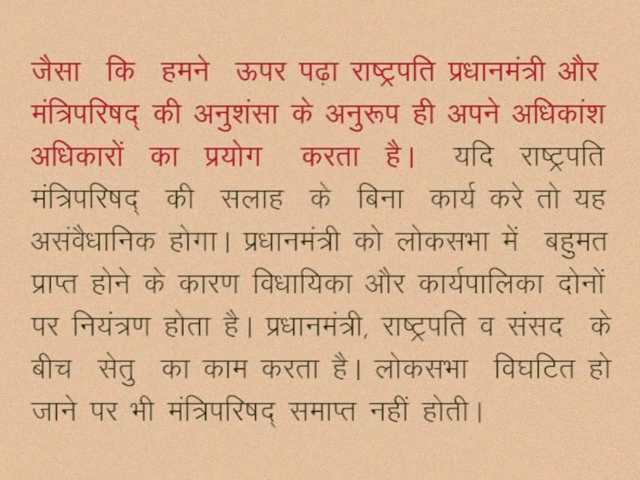 जैसा कि हमने ऊपर पढ़ा राष्ट्रपति प्रधानमंत्री और
मंत्रिपरिषद् की अनुशंसा के अनुरूप ही अपने अधिकांश
अधिकारों का प्रयोग करता है। यदि राष्ट्रपति
मंत्रिपरिषद् की सलाह के बिना कार्य करे तो यह
असंवैधानिक होगा। प्रधानमंत्री को लोकसभा में बहुमत
प्राप्त होने के कारण विधायिका और कार्यपालिका दोनों
पर नियंत्रण होता है। प्रधानमंत्री, राष्ट्रपति व संसद के
बीच सेतु का काम करता है। लोकसभा विघटित हो
जाने पर भी मंत्रिपरिषद् समाप्त नहीं होती।